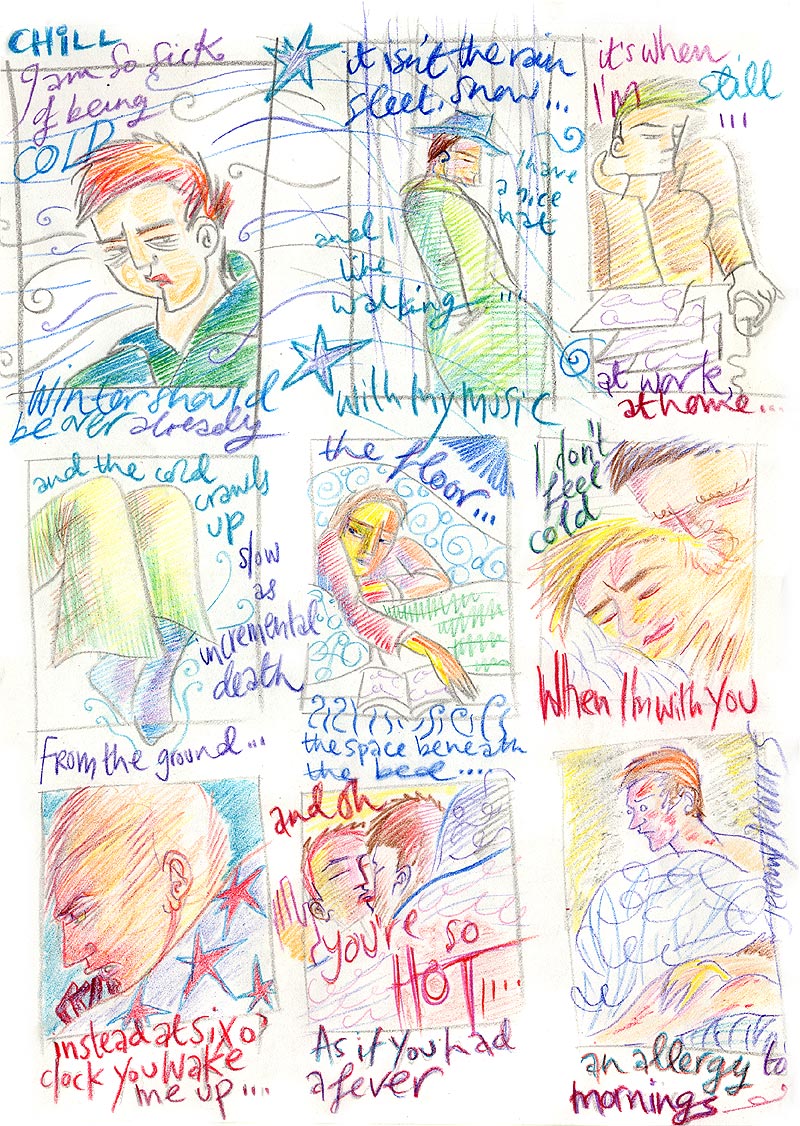 CHILL
I am so sick
of being
COLD
Winter should
be over already
it isn't the rain
sleet, snow...
I have
a nice
hat
and I
like
walking...
with my music
it's when
I'm still
...
at work
at home...
and the cold
crawls
up
slow
as
incremental
death
From the ground...
the floor...
the space beneath
the bed....
I don't
feel
cold
When I'm with you
instead at six o'
clock you wake
me up....
and oh
you're so
HOT....
As if you had
a fever
an allergy to
mornings